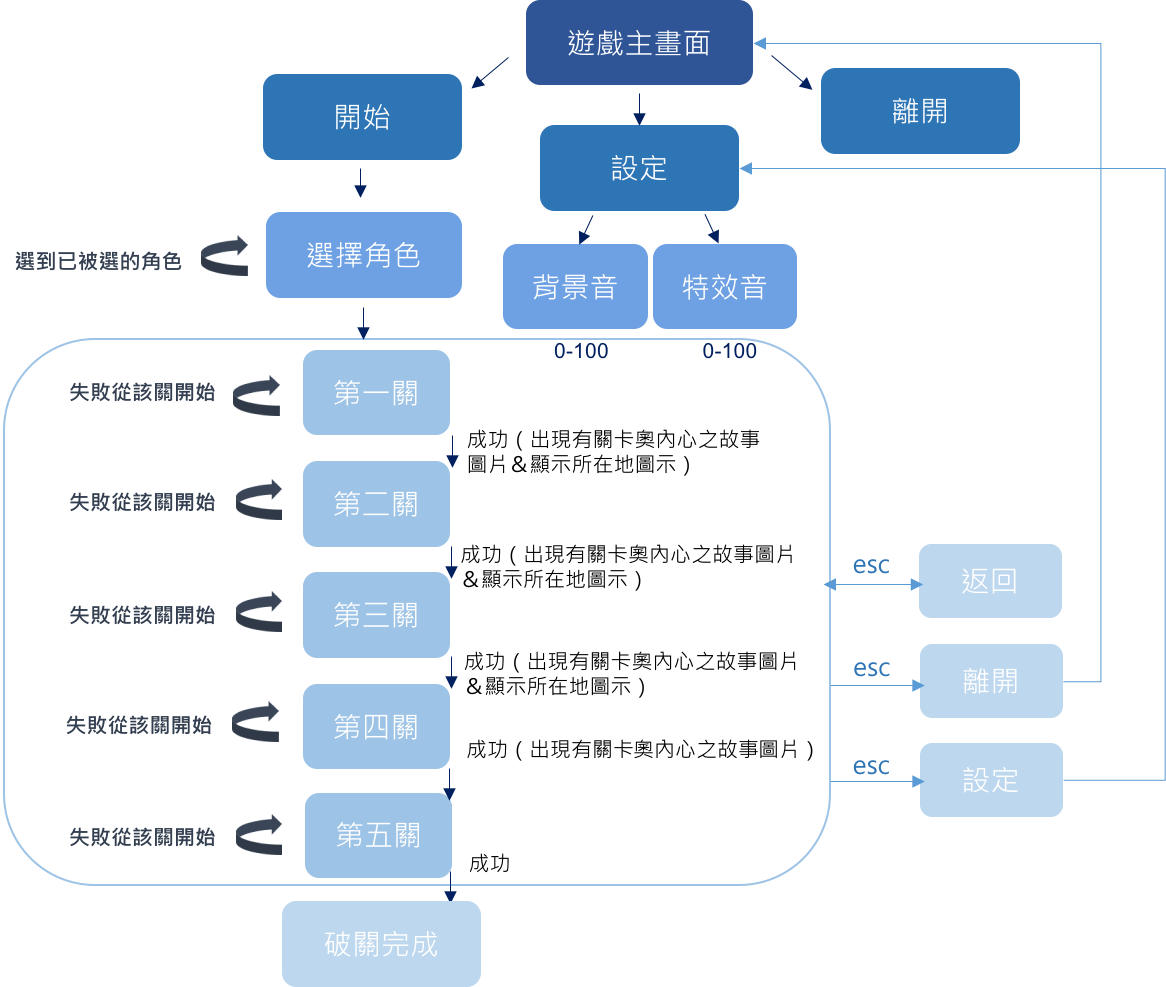 遊戲主畫面
開始
離開
設定
選到已被選的角色
選擇角色
背景音
特效音
0-100
0-100
失敗從該關開始
第一關
成功（出現有關卡奧內心之故事
圖片&顯示所在地圖示）
失敗從該關開始
第二關
成功（出現有關卡奧內心之故事圖片
&顯示所在地圖示）
esc
返回
失敗從該關開始
第三關
成功（出現有關卡奧內心之故事圖片
&顯示所在地圖示）
esc
離開
失敗從該關開始
第四關
成功（出現有關卡奧內心之故事圖片）
esc
設定
失敗從該關開始
第五關
成功
破關完成